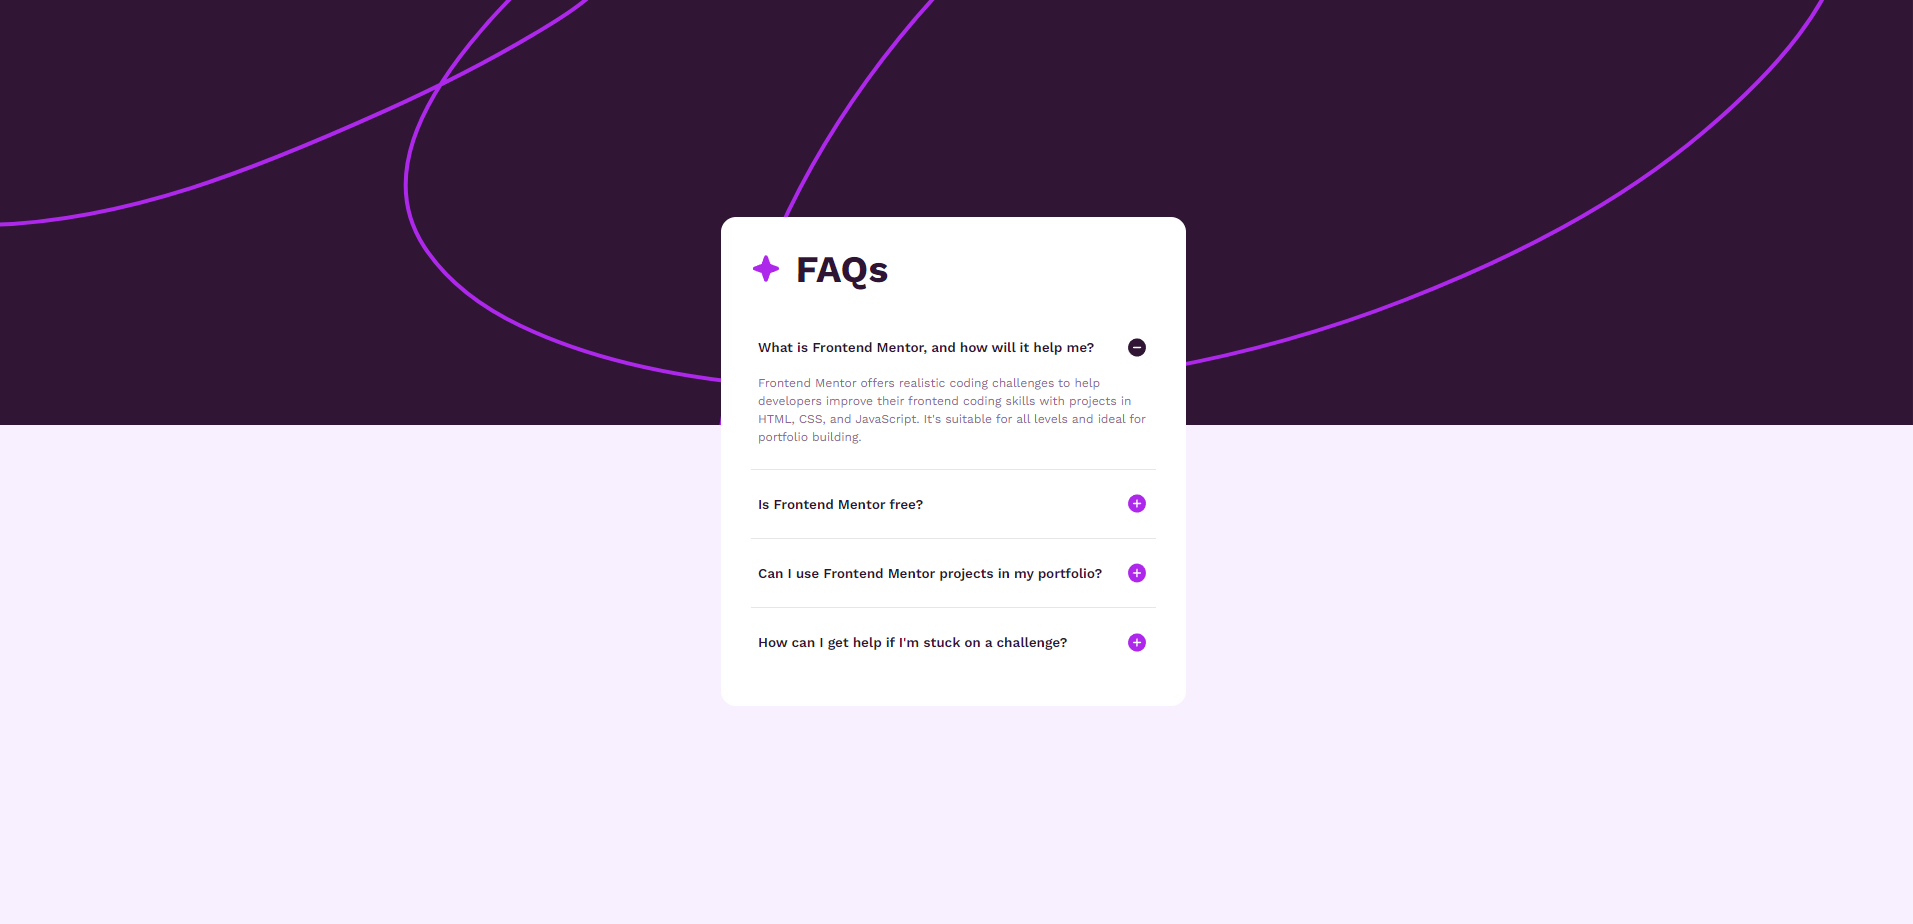 FAQs
What is Frontend Mentor, and how will it help me?
Frontend Mentor offers realistic coding challenges to help
developers improve their frontend coding skills with projects in
HTML, CSS, and JavaScript. It's suitable for all levels and ideal for
portfolio building.
Is Frontend Mentor free?
Can I use Frontend Mentor projects in my portfolio?
How can I get help if I'm stuck on a challenge?